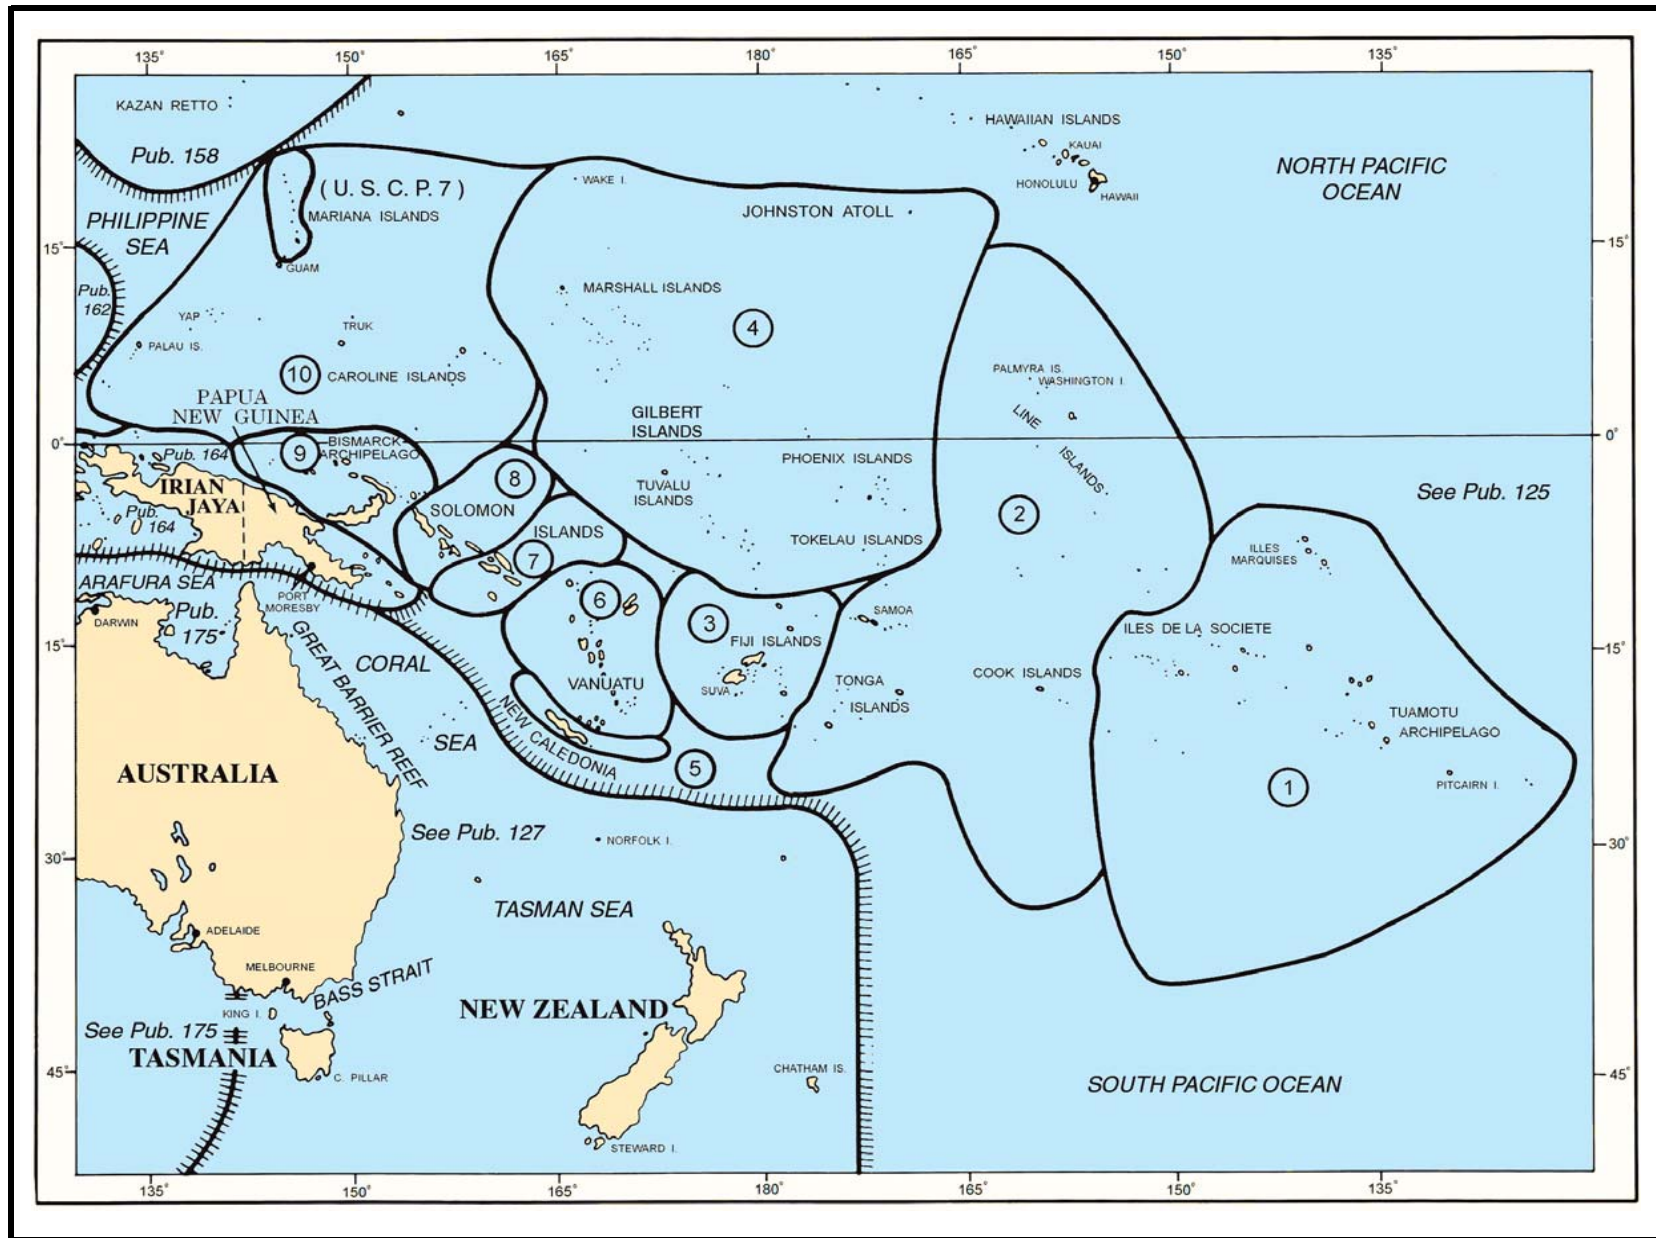 135°
150°
165°
180°
165°
150°
135°
KAZAN RETTO
HAWAIIAN ISLANDS
KAUAI
Pub. 158
NORTH PACIFIC
OCEAN
WAKE I.
HONOLULU
HAWAII
( U. S. C. P. 7 )
MARIANA ISLANDS
JOHNSTON ATOLL
PHILIPPINE
SEA
15°
15°
GUAM
Pub.
162
MARSHALL ISLANDS
YAP
TRUK
4
PALAU IS.
10
CAROLINE ISLANDS
PALMYRA IS.
WASHINGTON I.
PAPUA
NEW GUINEA
GILBERT
ISLANDS
LINE
ISLANDS
0°
0°
BISMARCK
ARCHIPELAGO
9
Pub. 164
PHOENIX ISLANDS
8
IRIAN
JAYA
TUVALU
ISLANDS
See Pub. 125
Pub.
164
SOLOMON
ISLANDS
2
7
TOKELAU ISLANDS
ILLES
MARQUISES
ARAFURA SEA
PORT
MORESBY
6
DARWIN
Pub.
175
SAMOA
3
FIJI ISLANDS
ILES DE LA SOCIETE
15°
15°
GREAT BARRIER REEF
CORAL
SEA
VANUATU
SUVA
TONGA
ISLANDS
COOK ISLANDS
NEW CALEDONIA
TUAMOTU
ARCHIPELAGO
AUSTRALIA
5
1
PITCAIRN I.
See Pub. 127
NORFOLK I.
30°
30°
TASMAN SEA
ADELAIDE
MELBOURNE
BASS STRAIT
KING I.
NEW ZEALAND
See Pub. 175
TASMANIA
C. PILLAR
CHATHAM IS.
45°
45°
SOUTH PACIFIC OCEAN
STEWARD I.
135°
150°
165°
180°
165°
150°
135°